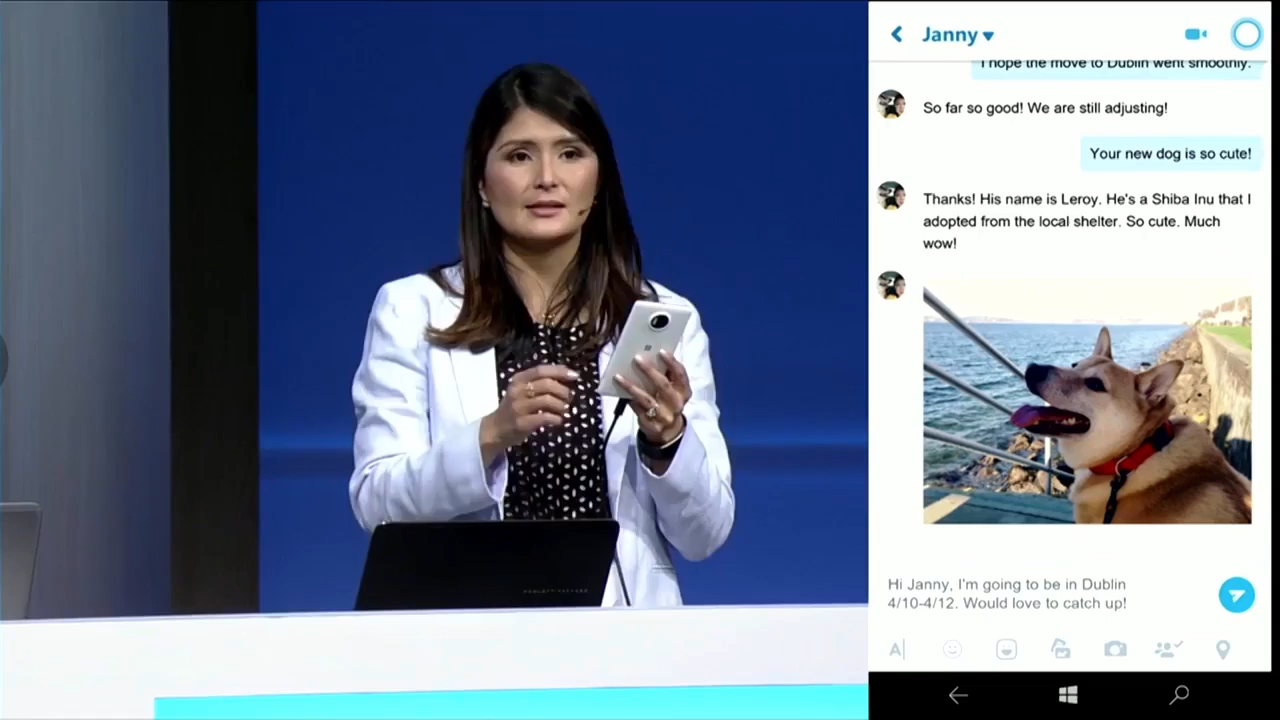 Janny
I hope the move to Dublin went smoothly.
So far so good! We are still adjusting!
Your new dog is so cute!
Thanks! His name is Leroy. He's a Shiba Inu that I
adopted from the local shelter. So cute. Much
wow!
Hi Janny, I'm going to be in Dublin
4/10-4/12. Would love to catch up!
A